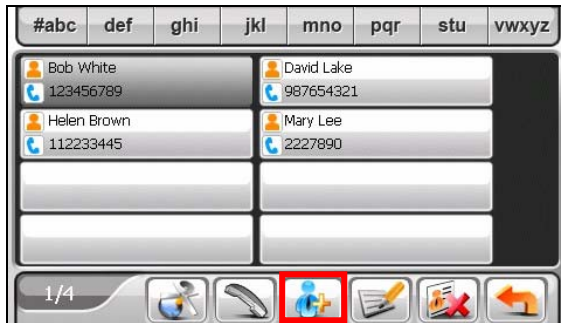 #abc def ghi jkl mno pqr stu vwxyz
Bob White
123456789
David Lake
987654321
Helen Brown
112233445
Mary Lee
2227890
1/4